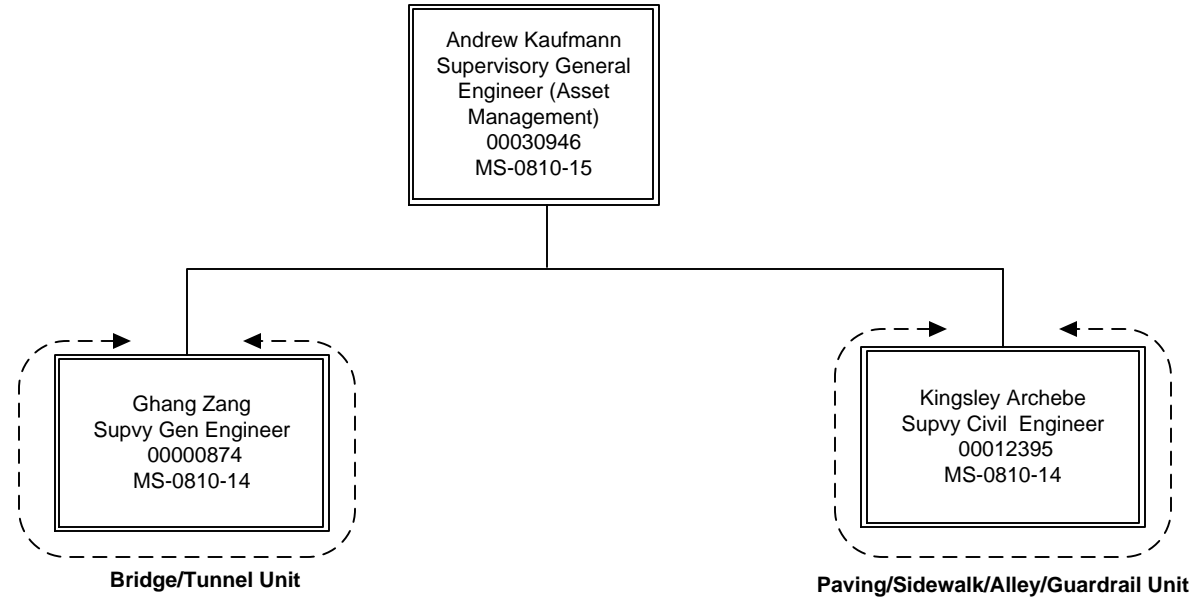 Andrew Kaufmann
Supervisory General
Engineer (Asset
Management)
00030946
MS-0810-15
Ghang Zang
Supvy Gen Engineer
00000874
MS-0810-14
Bridge/Tunnel Unit
Kingsley Archebe
Supvy Civil  Engineer
00012395
MS-0810-14
Paving/Sidewalk/Alley/Guardrail Unit